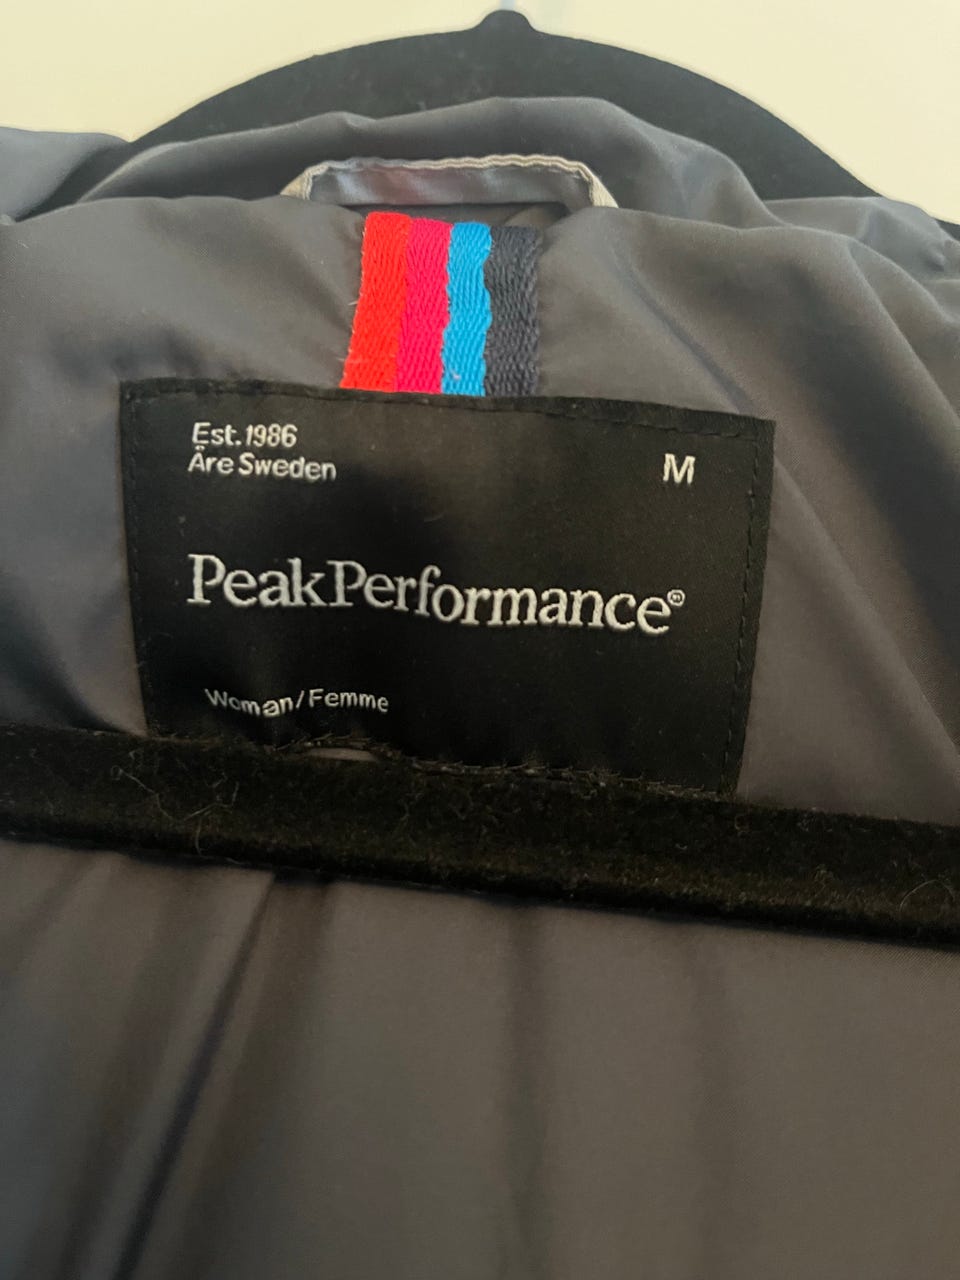 Est. 1986
Åre Sweden
M
PeakPerformance®
Woman/Femme